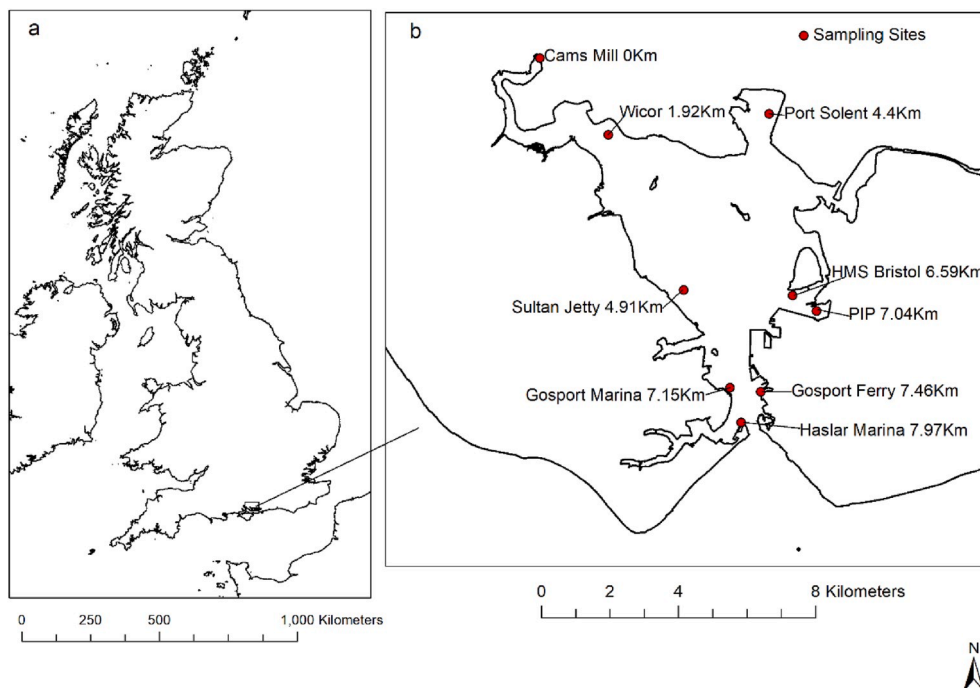 a
b
Sampling Sites
Cams Mill 0Km
Wicor 1.92Km
Port Solent 4.4Km
HMS Bristol 6.59Km
Sultan Jetty 4.91Km
PIP 7.04Km
Gosport Marina 7.15Km
Gosport Ferry 7.46Km
Haslar Marina 7.97Km
0 250 500 1,000 Kilometers
0 2 4 8 Kilometers
N